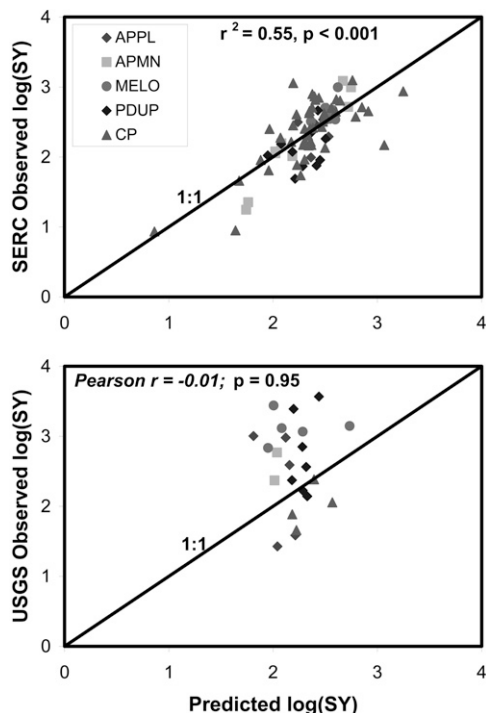 APPL
APMN
MELO
PDUP
CP
r² = 0.55, p < 0.001
SERC Observed log(SY)
4
3
2
1
0
1:1
0 1 2 3 4
Pearson r = -0.01; p = 0.95
USGS Observed log(SY)
4
3
2
1
0
1:1
0 1 2 3 4
Predicted log(SY)